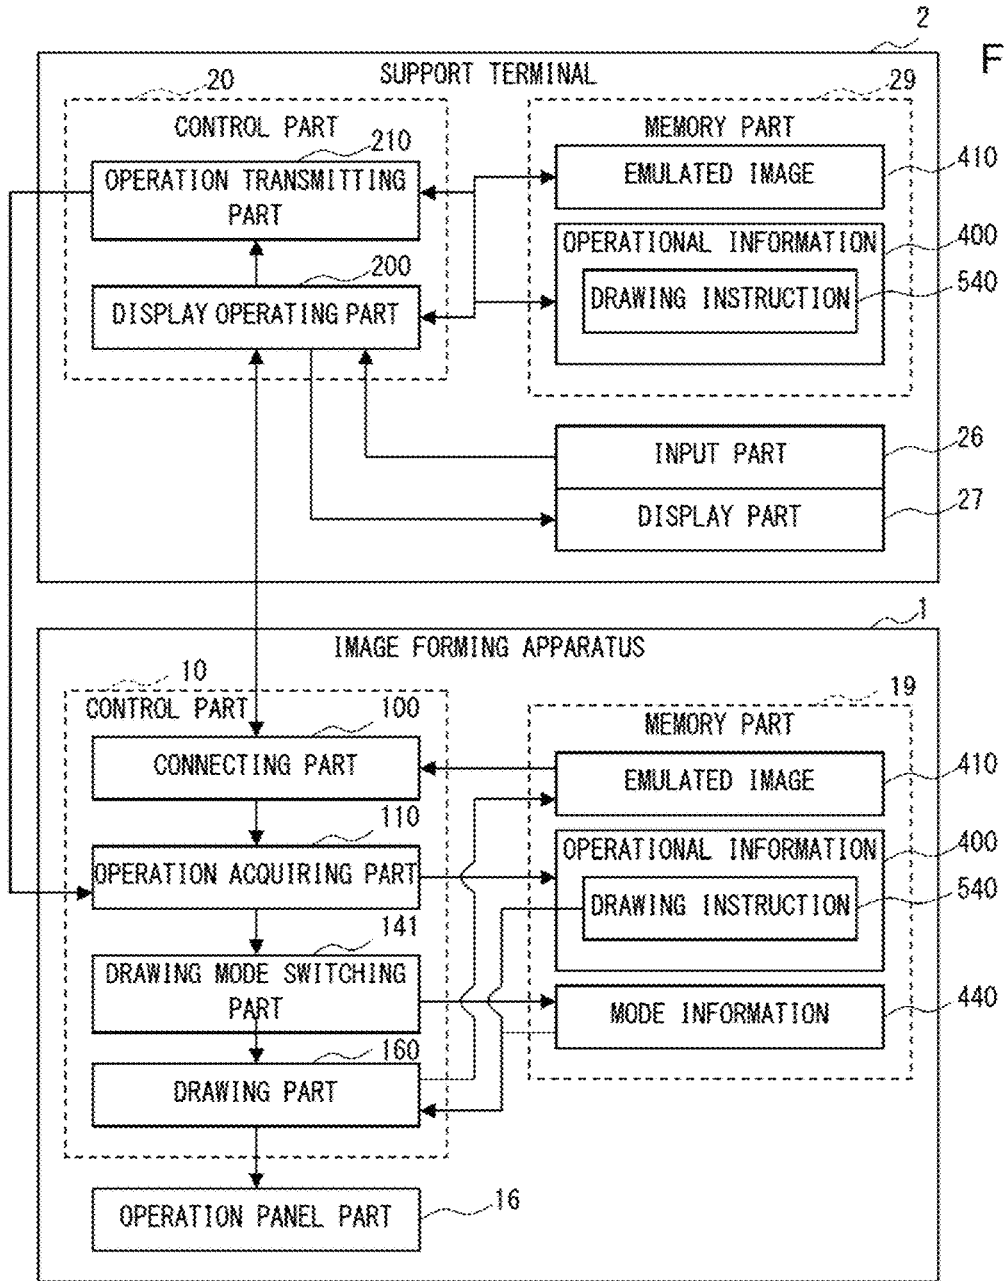 2
F
SUPPORT TERMINAL
20
29
CONTROL PART
MEMORY PART
210
OPERATION TRANSMITTING
PART
EMULATED IMAGE
410
200
DISPLAY OPERATING PART
OPERATIONAL INFORMATION
400
DRAWING INSTRUCTION
540
INPUT PART
26
DISPLAY PART
27
1
IMAGE FORMING APPARATUS
10
19
CONTROL PART
MEMORY PART
100
CONNECTING PART
EMULATED IMAGE
410
110
OPERATION ACQUIRING PART
OPERATIONAL INFORMATION
400
DRAWING INSTRUCTION
540
141
DRAWING MODE SWITCHING
PART
MODE INFORMATION
440
160
DRAWING PART
OPERATION PANEL PART
16